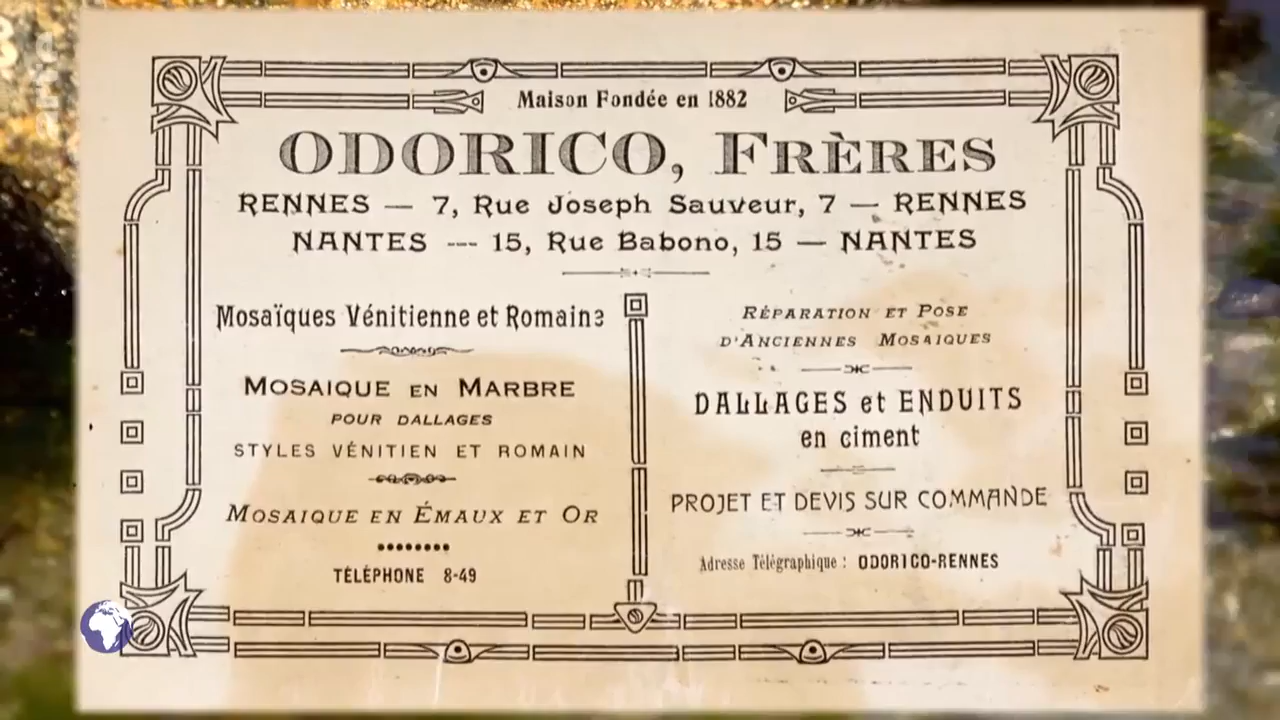 arte
Maison Fondée en 1882
ODORICO, FRÈRES
RENNES — 7, Rue Joseph Sauveur, 7 — RENNES
NANTES --- 15, Rue Babono, 15 — NANTES
Mosaïques Vénitienne et Romaine
MOSAIQUE EN MARBRE
POUR DALLAGES
STYLES VÉNITIEN ET ROMAIN
MOSAIQUE EN ÉMAUX ET OR
TÉLÉPHONE 8-49
RÉPARATION ET POSE
D'ANCIENNES MOSAIQUES
DALLAGES et ENDUITS
en ciment
PROJET ET DEVIS SUR COMMANDE
Adresse Télégraphique : ODORICO-RENNES